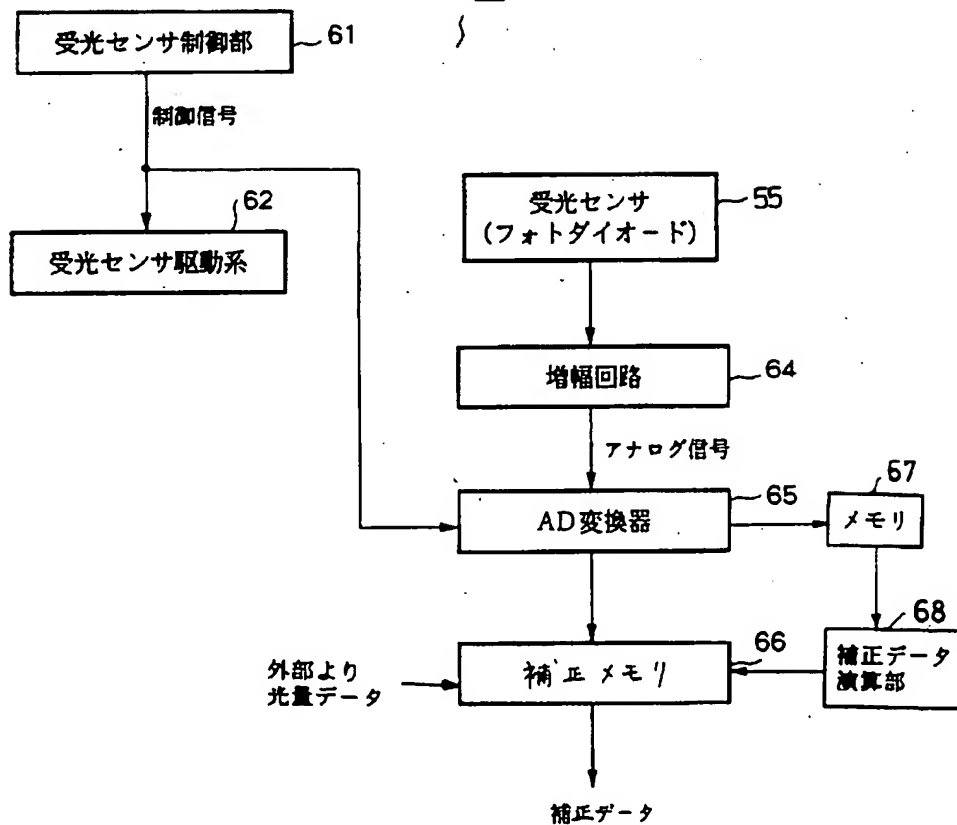 受光センサ制御部
61
制御信号
62
受光センサ駆動系
受光センサ
(フォトダイオード)
55
増幅回路
64
アナログ信号
65
AD変換器
67
メモリ
66
68
外部より
光量データ
補正メモリ
補正データ
演算部
補正データ